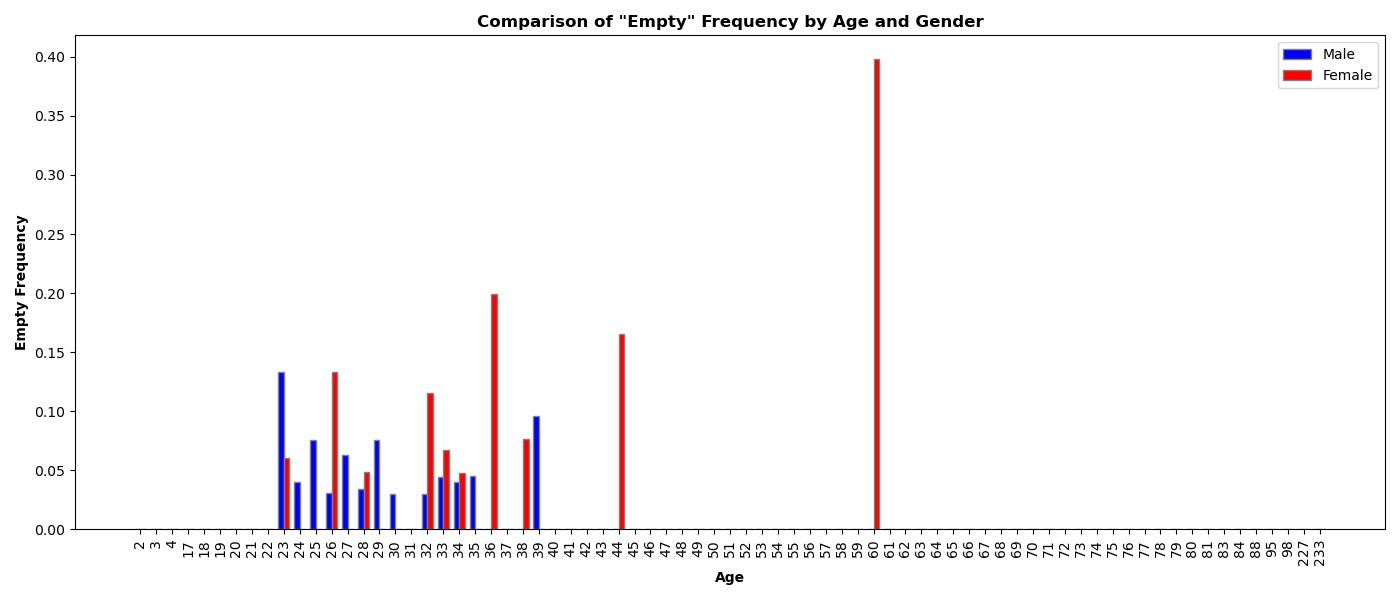 Comparison of "Empty" Frequency by Age and Gender
Male
Female
Empty Frequency
0.40
0.35
0.30
0.25
0.20
0.15
0.10
0.05
0.00
2 3 4 17 18 19 20 21 22 23 24 25 26 27 28 29 30 31 32 33 34 35 36 37 38 39 40 41 42 43 44 45 46 47 48 49 50 51 52 53 54 55 56 57 58 59 60 61 62 63 64 65 66 67 68 69 70 71 72 73 74 75 76 77 78 79 80 81 83 84 88 95 98 227 233
Age